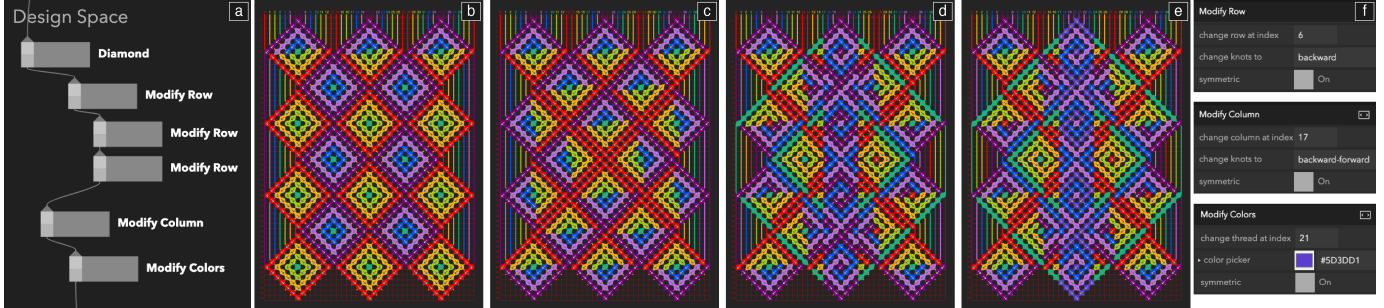 Design Space
a
Diamond
Modify Row
Modify Row
Modify Row
Modify Column
Modify Colors
b
c
d
e
f
Modify Row
change row at index 6
change knots to backward
symmetric On
Modify Column
change column at index 17
change knots to backward-forward
symmetric On
Modify Colors
change thread at index 21
color picker #5D3DD1
symmetric On